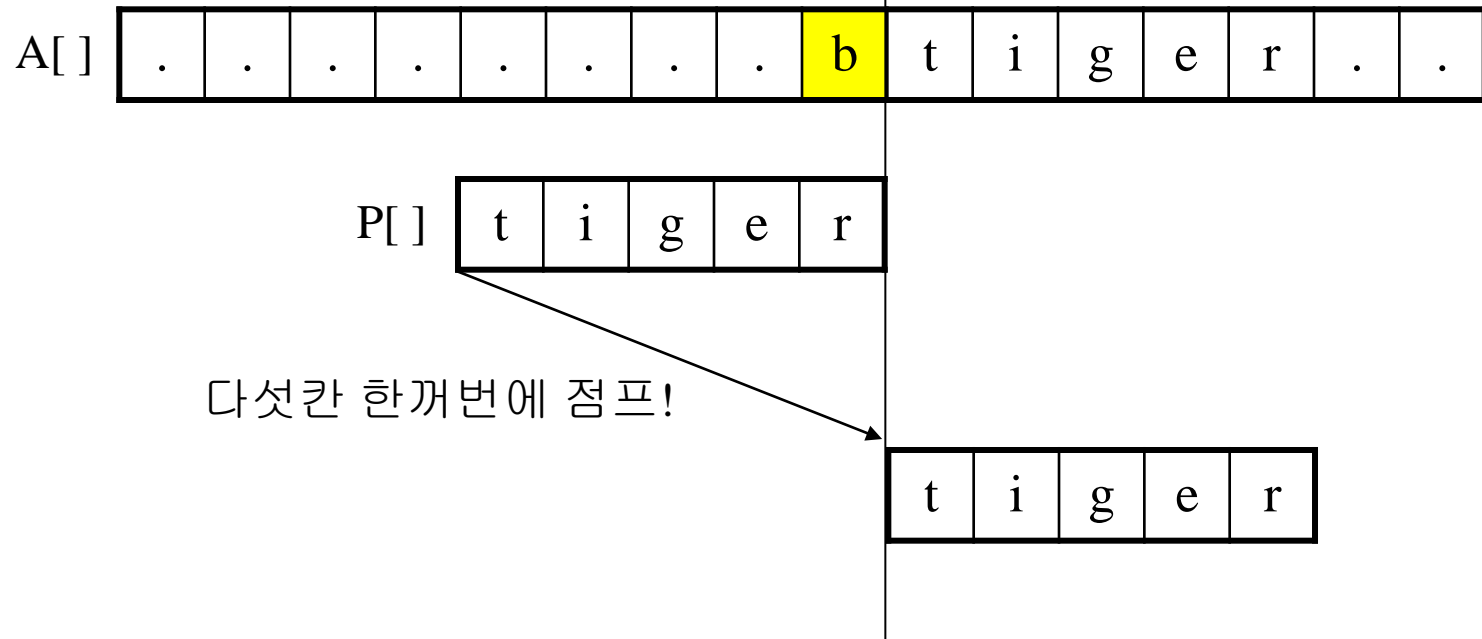 A[ ] . . . . . . . . b t i g e r . .
P[ ] t i g e r
다섯칸 한꺼번에 점프!
t i g e r